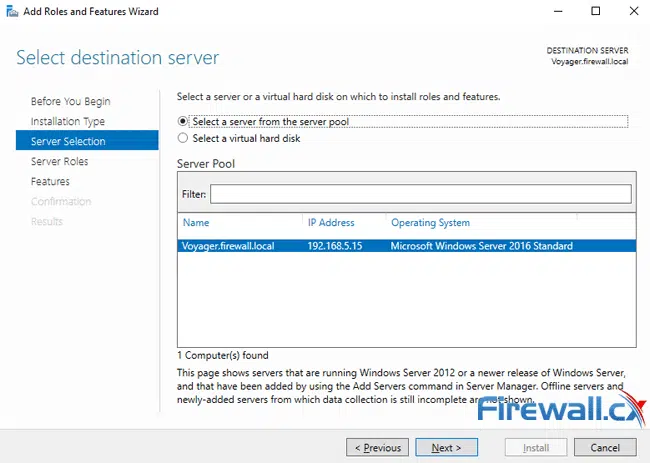 Add Roles and Features Wizard
Select destination server
DESTINATION SERVER
Voyager.firewall.local
Before You Begin
Installation Type
Server Selection
Server Roles
Features
Confirmation
Results
Select a server or a virtual hard disk on which to install roles and features.
Select a server from the server pool
Select a virtual hard disk
Server Pool
Filter:
Name IP Address Operating System
Voyager.firewall.local 192.168.5.15 Microsoft Windows Server 2016 Standard
1 Computer(s) found
This page shows servers that are running Windows Server 2012 or a newer release of Windows Server,
and that have been added by using the Add Servers command in Server Manager. Offline servers and
newly-added servers from which data collection is still incomplete are not shown.
Firewall.cx
< Previous Next > Install Cancel